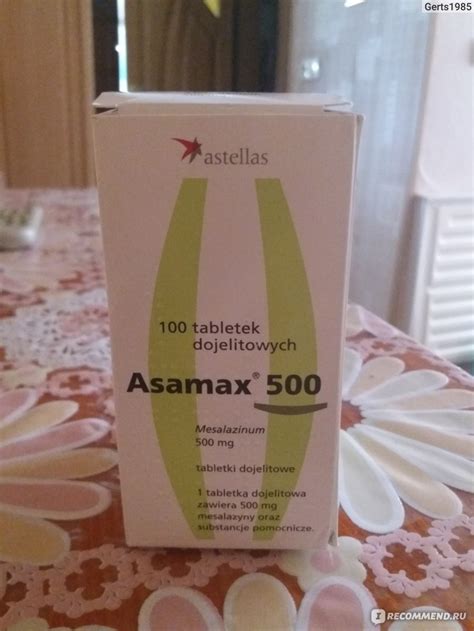 Gerts1985
astellas
100 tabletek
dojelitowych
Asamax® 500
Mesalazinum
500 mg
tabletki dojelitowe
1 tabletka dojelitowa
zawiera 500 mg
mesalazyny oraz
substancje pomocnicze.
RECOMMEND.RU